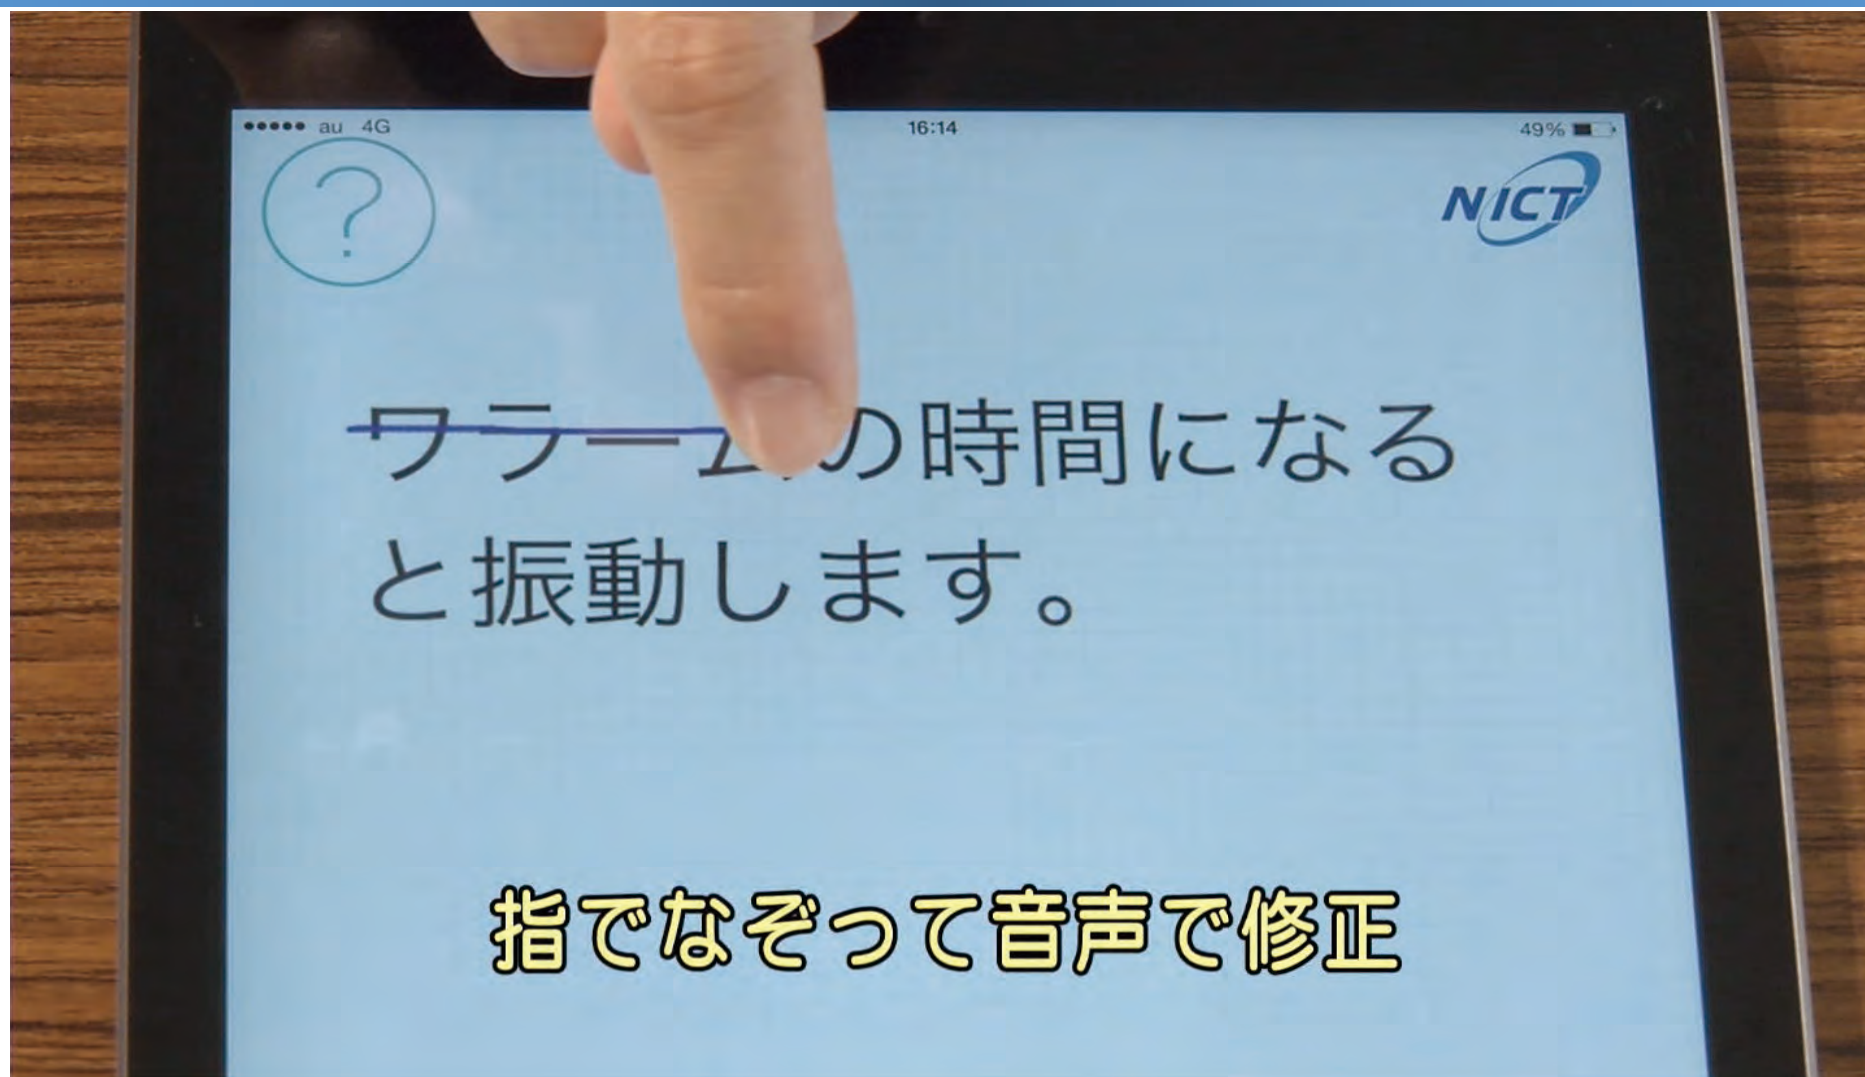 au 4G 16:14 49%
?
NICT
ワラームの時間になる
と振動します。
指でなぞって音声で修正